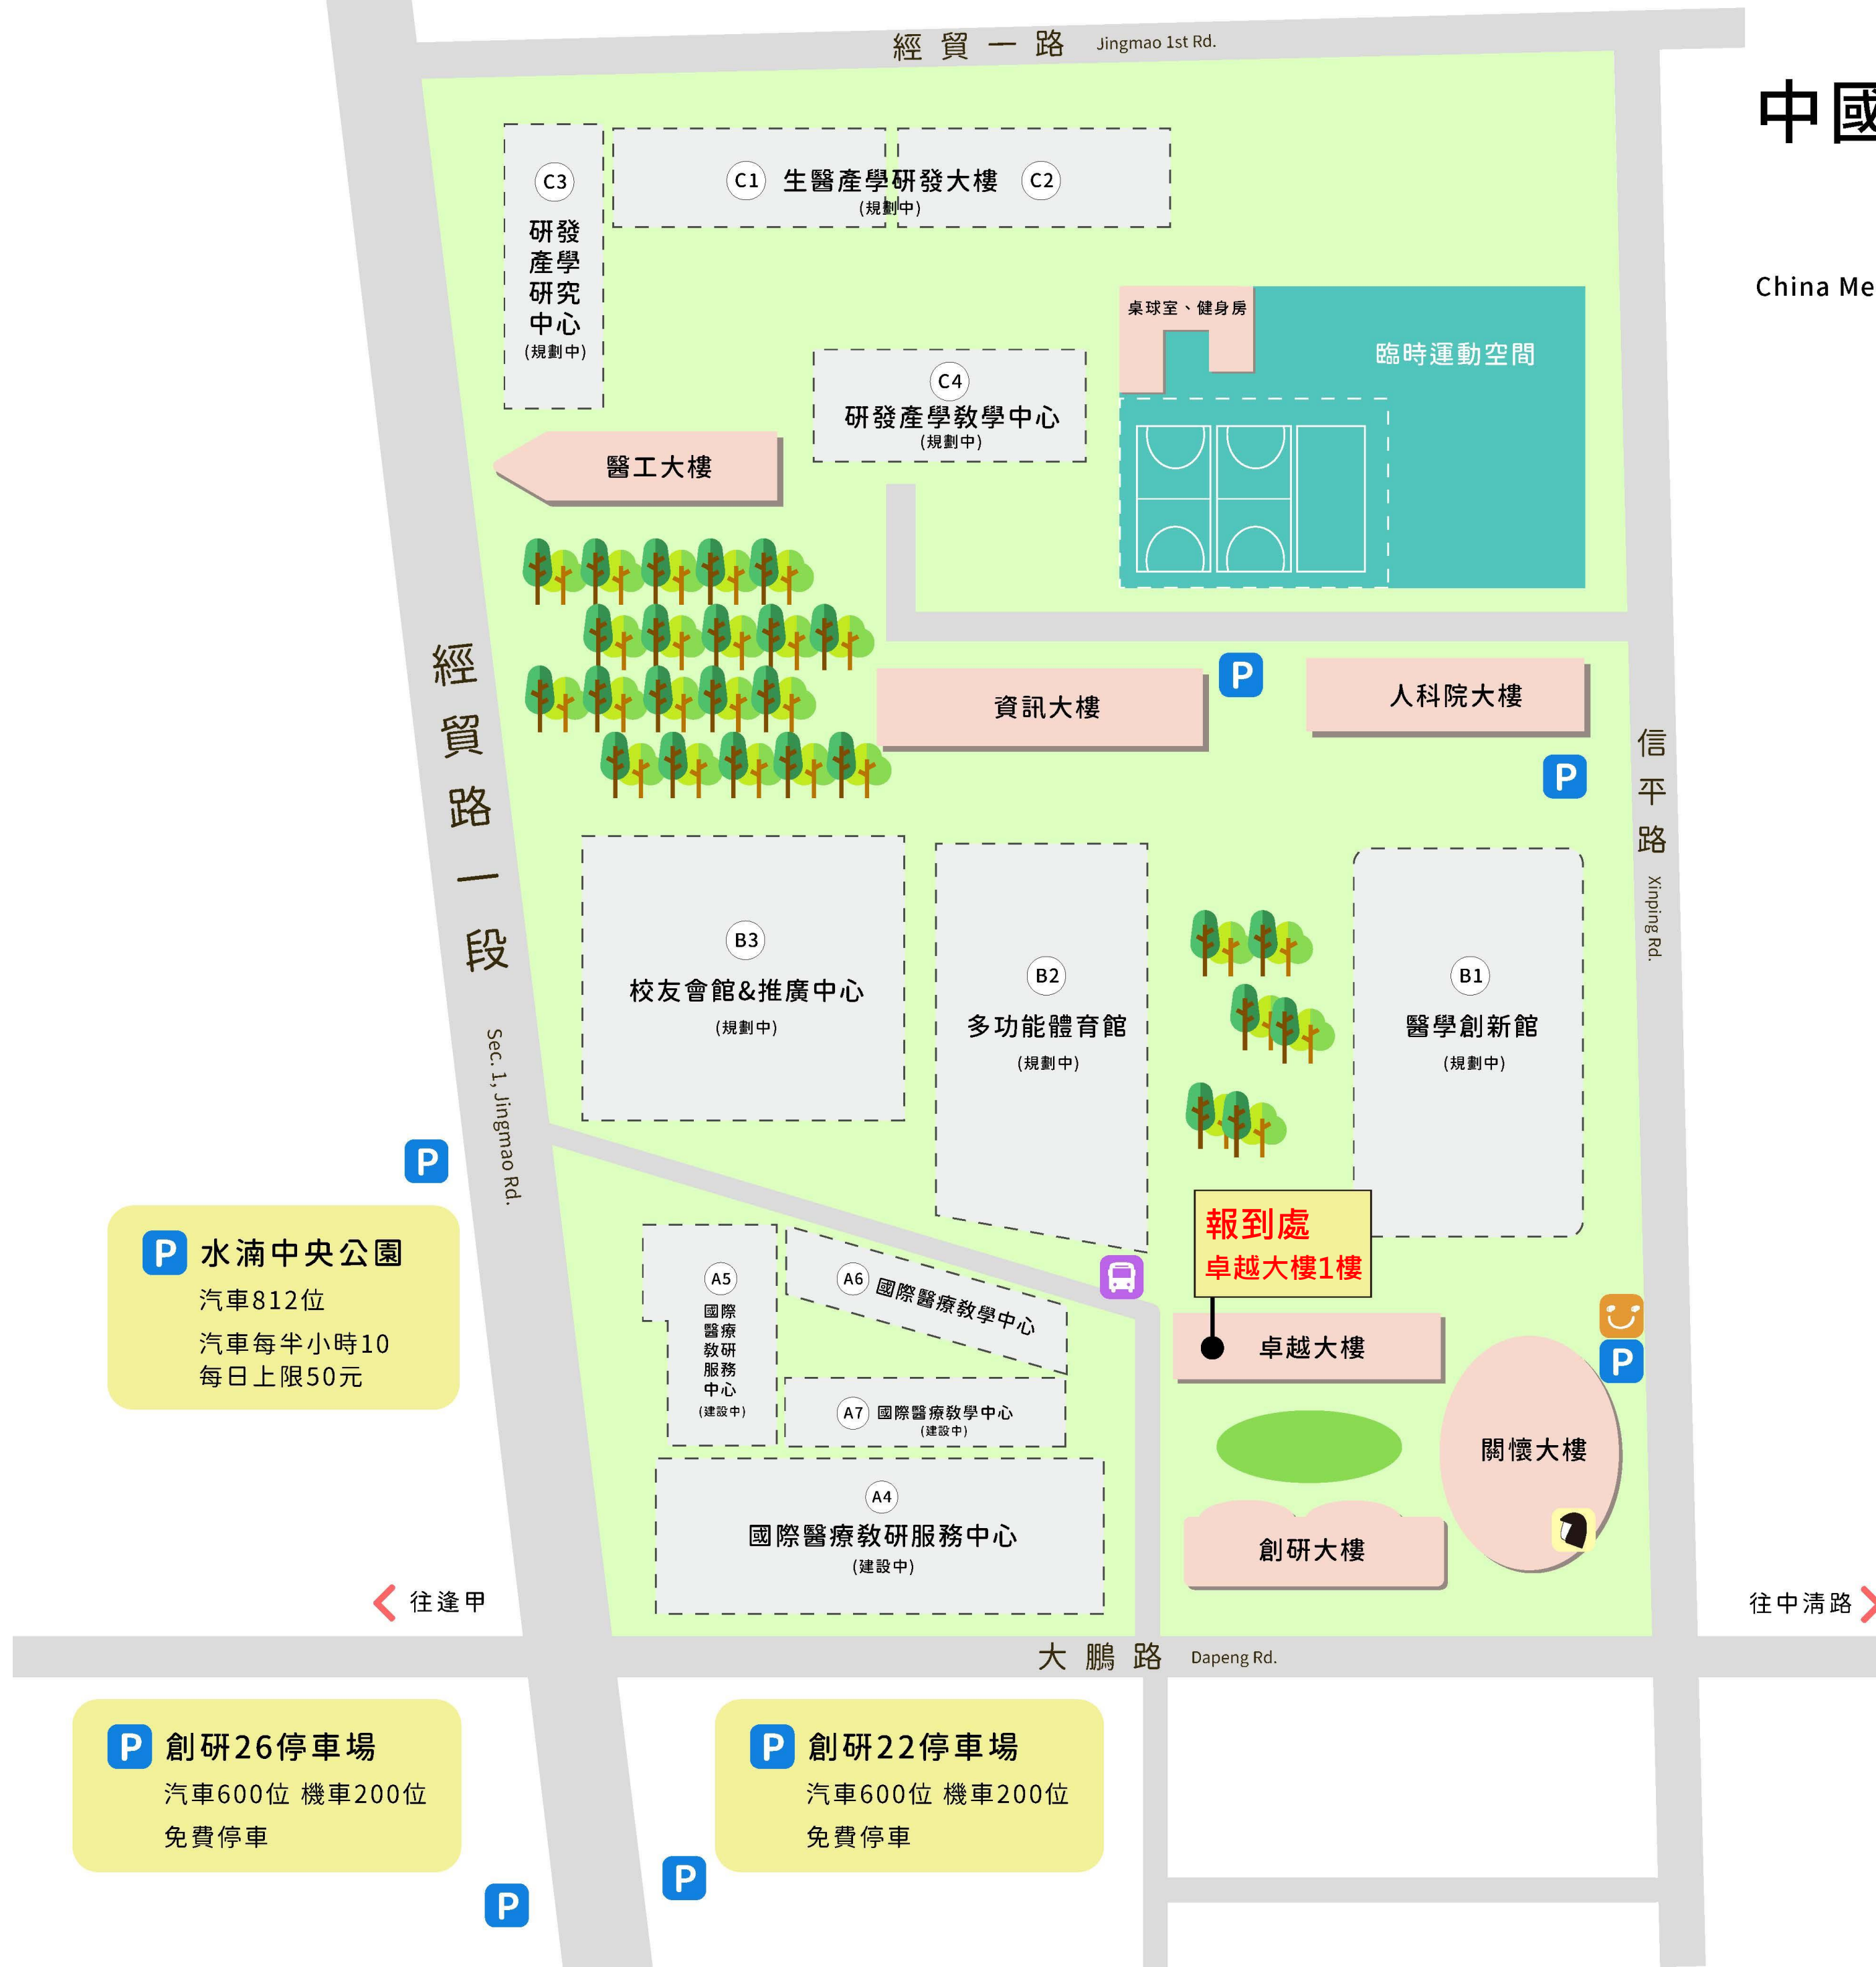 經貿一路 Jingmao 1st Rd.
中國
China Me
C3
研發
產學
研究
中心
(規劃中)
C1 生醫產學研發大樓 C2
(規劃中)
桌球室、健身房
臨時運動空間
C4
研發產學教學中心
(規劃中)
醫工大樓
資訊大樓
P
人科院大樓
P
經貿路一段
Sec. 1, Jingmao Rd.
信平路
Xinping Rd.
B3
校友會館&推廣中心
(規劃中)
B2
多功能體育館
(規劃中)
B1
醫學創新館
(規劃中)
P
P 水湳中央公園
汽車812位
汽車每半小時10
每日上限50元
報到處
卓越大樓1樓
A5
國際
醫療
教研
服務
中心
(建設中)
A6 國際醫療教學中心
A7 國際醫療教學中心
(建設中)
A4
國際醫療教研服務中心
(建設中)
卓越大樓
P
關懷大樓
創研大樓
往逢甲
往中清路
大鵬路 Dapeng Rd.
P 創研26停車場
汽車600位 機車200位
免費停車
P
P 創研22停車場
汽車600位 機車200位
免費停車
P